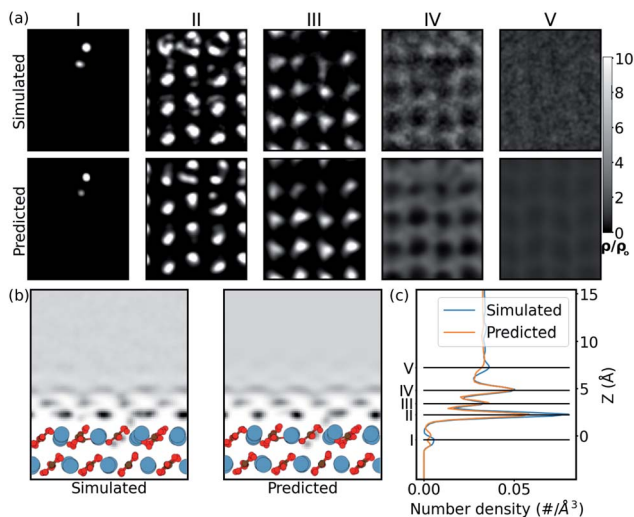 (a) I II III IV V
Simulated
Predicted
10
8
6
4
2
0
ρ/ρ₀
(b)
Simulated
Predicted
(c)
Simulated
Predicted
V
IV
III
II
I
15
10
5
0
Z (Å)
0.00 0.05
Number density (#/Å³)